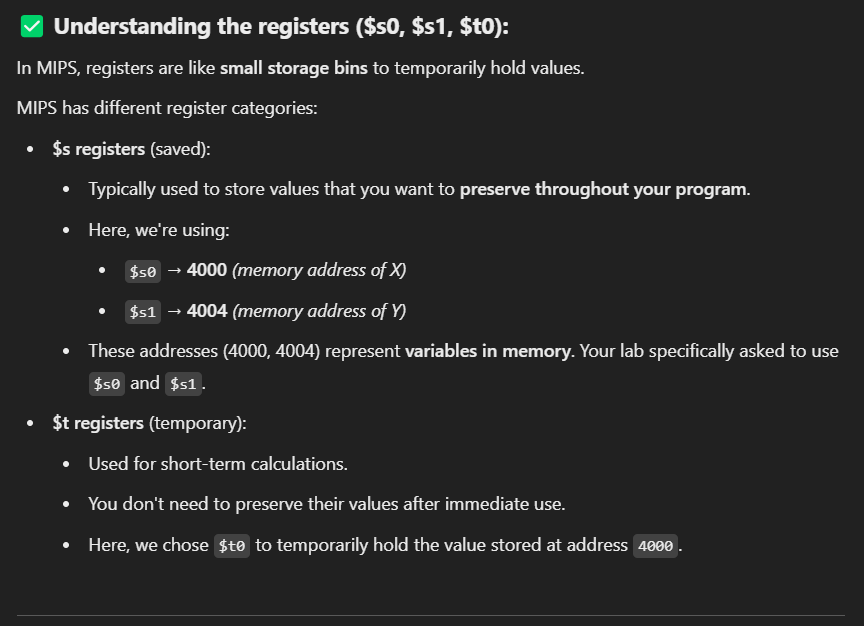 ✅ Understanding the registers ($s0, $s1, $t0):
In MIPS, registers are like small storage bins to temporarily hold values.
MIPS has different register categories:
• $s registers (saved):
• Typically used to store values that you want to preserve throughout your program.
• Here, we're using:
• $s0 → 4000 (memory address of X)
• $s1 → 4004 (memory address of Y)
• These addresses (4000, 4004) represent variables in memory. Your lab specifically asked to use
$s0 and $s1.
• $t registers (temporary):
• Used for short-term calculations.
• You don't need to preserve their values after immediate use.
• Here, we chose $t0 to temporarily hold the value stored at address 4000.